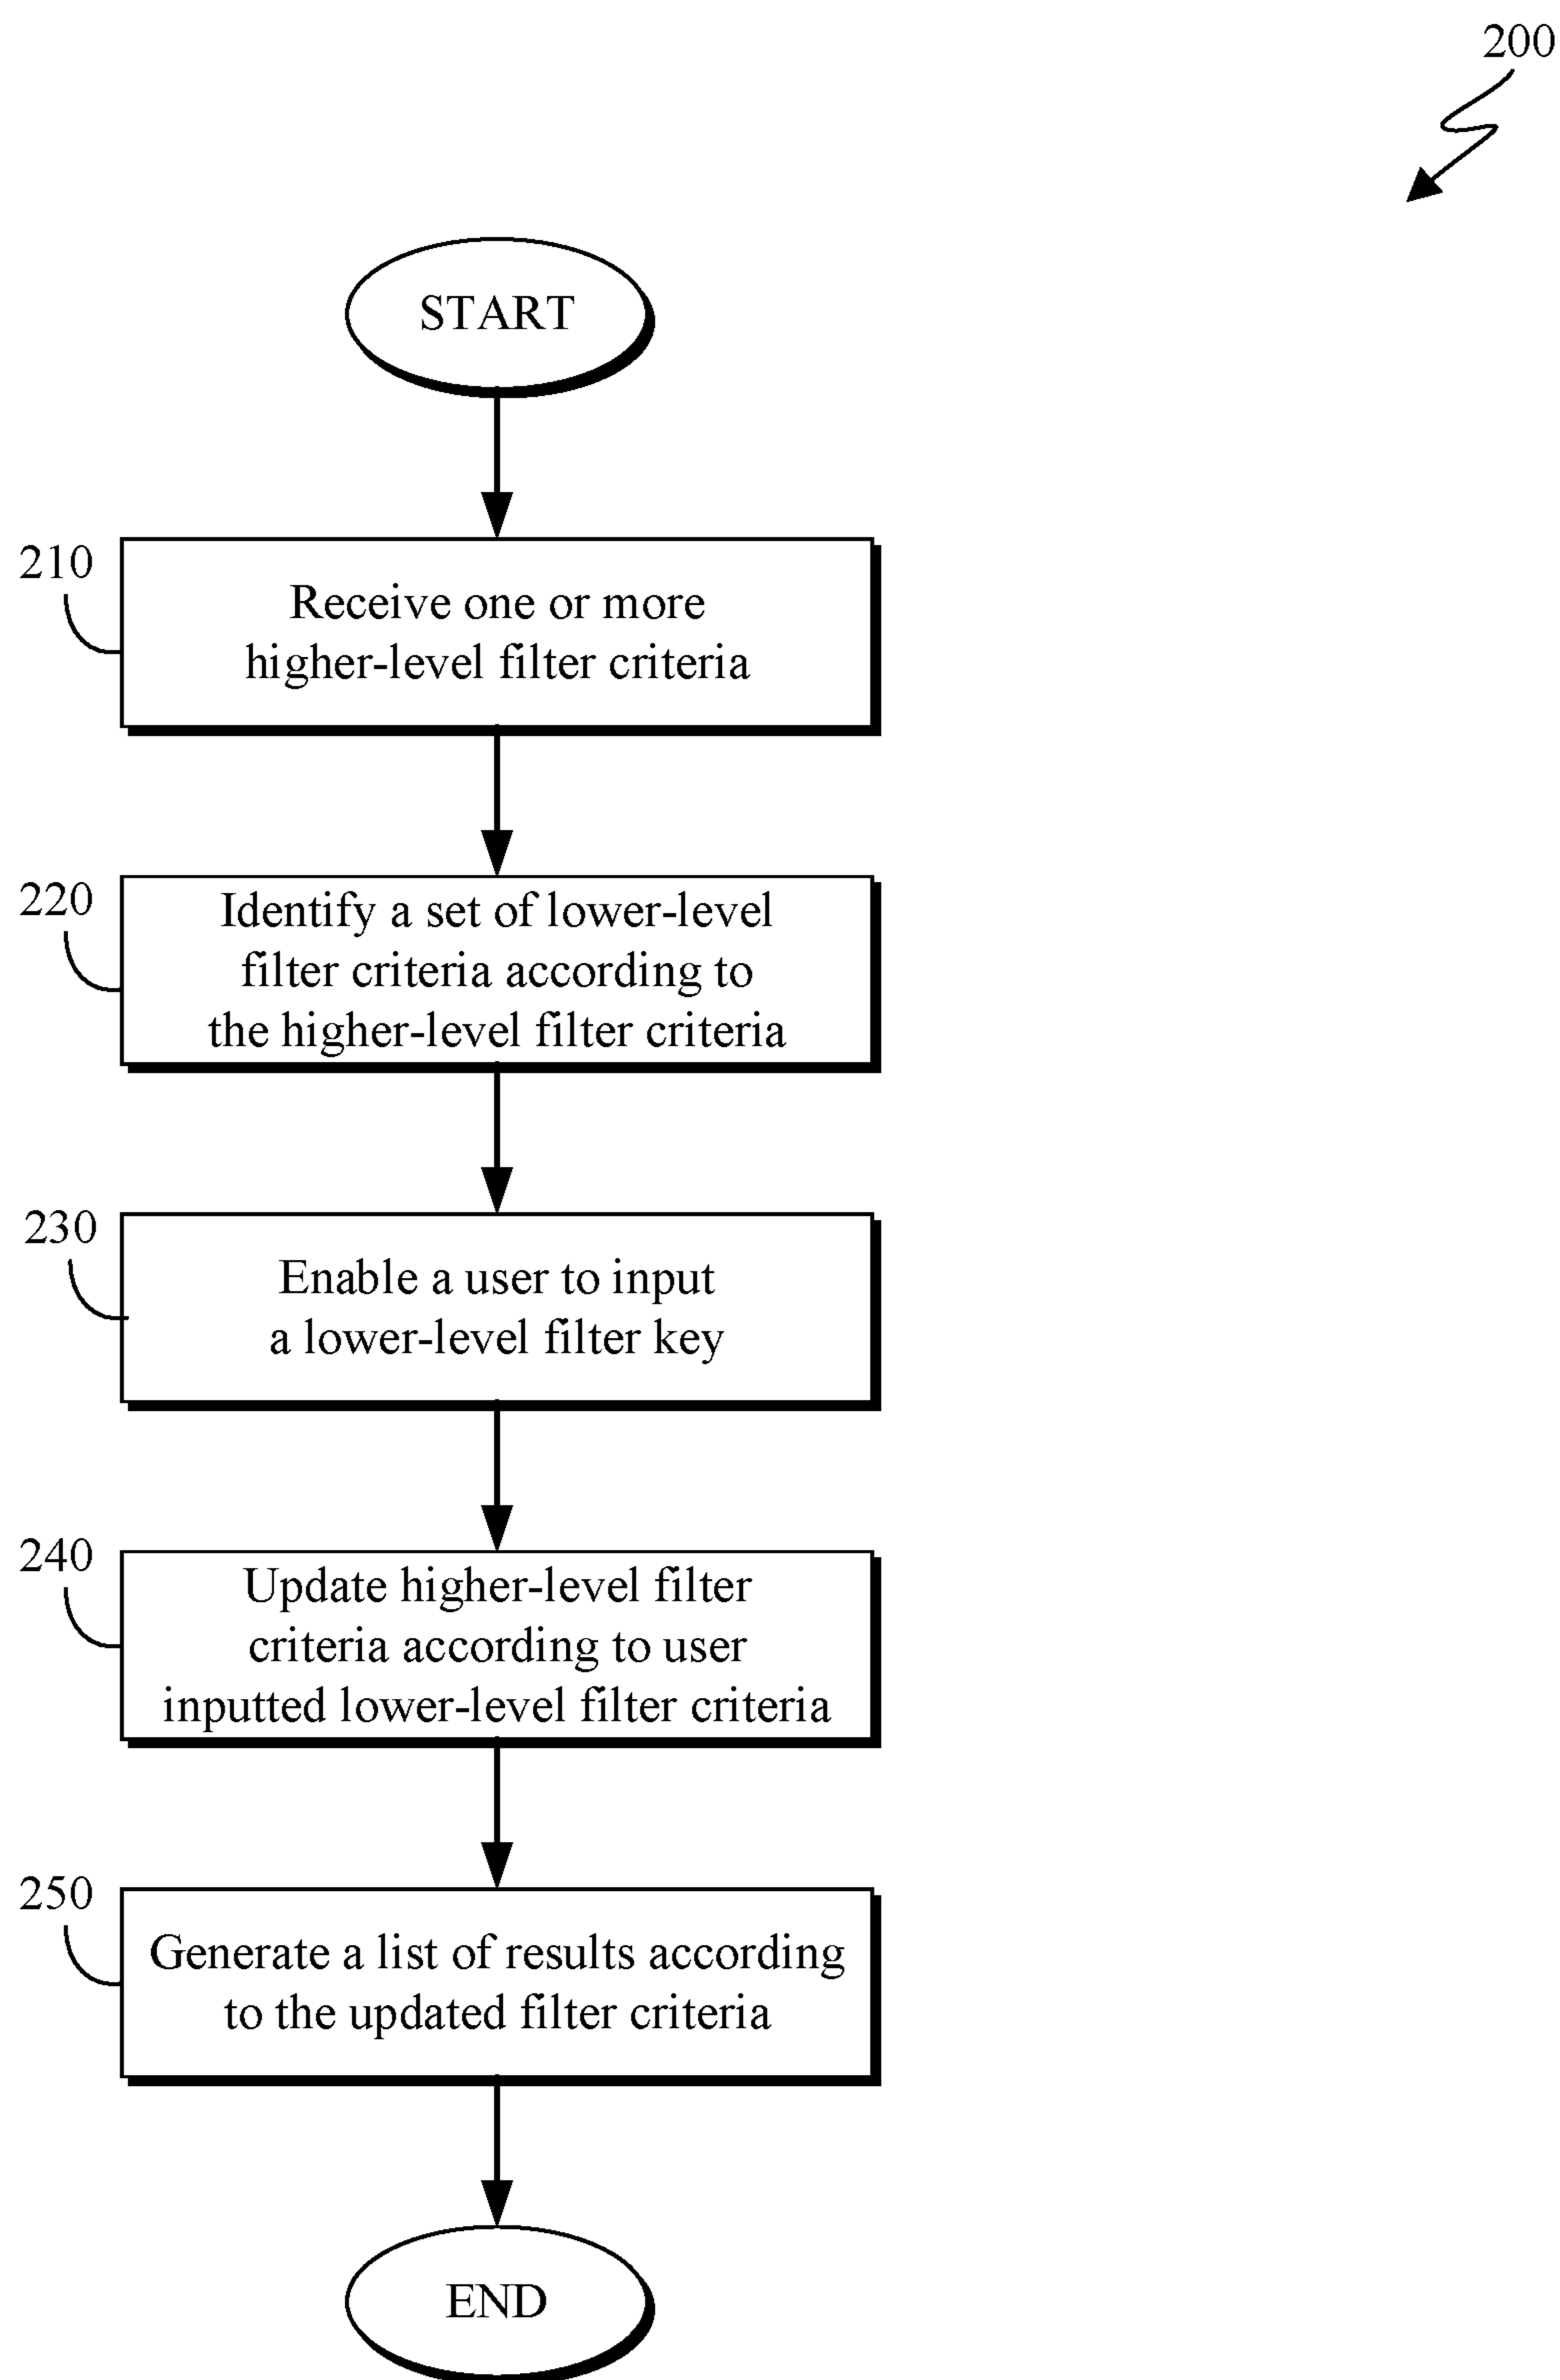 200
START
210
Receive one or more
higher-level filter criteria
220
Identify a set of lower-level
filter criteria according to
the higher-level filter criteria
230
Enable a user to input
a lower-level filter key
240
Update higher-level filter
criteria according to user
inputted lower-level filter criteria
250
Generate a list of results according
to the updated filter criteria
END